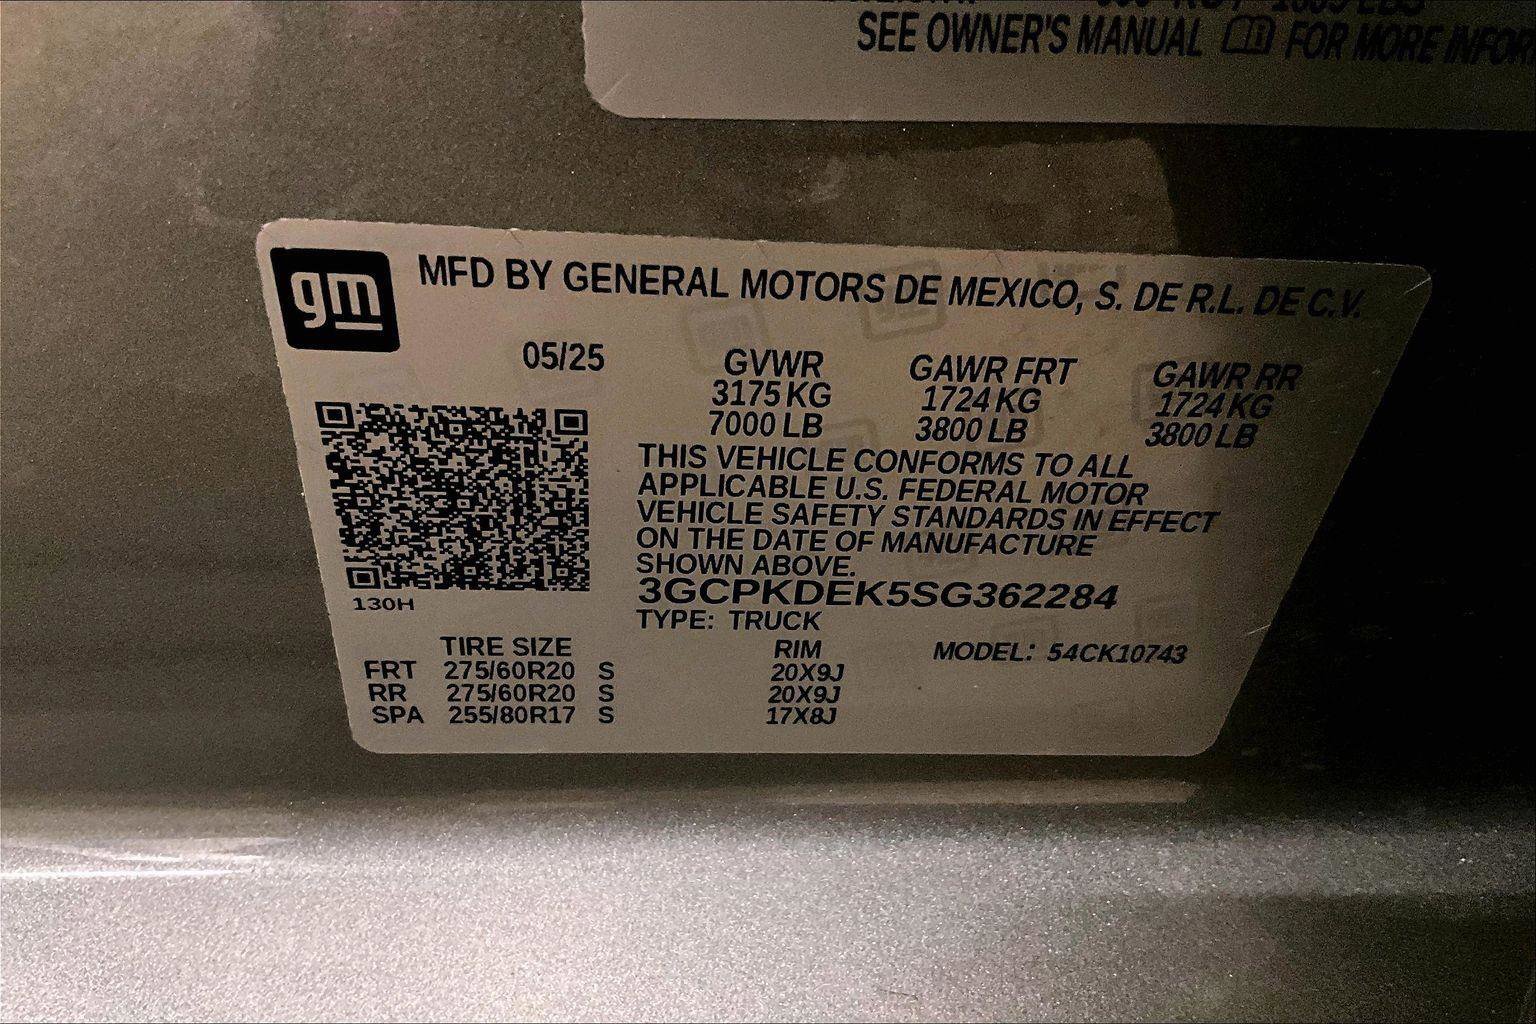 SEE OWNER'S MANUAL FOR MORE
gm
MFD BY GENERAL MOTORS DE MEXICO, S. DE R.L. DE C.V.
05/25 GVWR GAWR FRT GAWR RR
3175 KG 1724 KG 1724 KG
7000 LB 3800 LB 3800 LB
THIS VEHICLE CONFORMS TO ALL
APPLICABLE U.S. FEDERAL MOTOR
VEHICLE SAFETY STANDARDS IN EFFECT
ON THE DATE OF MANUFACTURE
SHOWN ABOVE.
3GCPKDEK5SG362284
130H
TYPE: TRUCK
TIRE SIZE RIM MODEL: 54CK10743
FRT 275/60R20 S 20X9J
RR 275/60R20 S 20X9J
SPA 255/80R17 S 17X8J